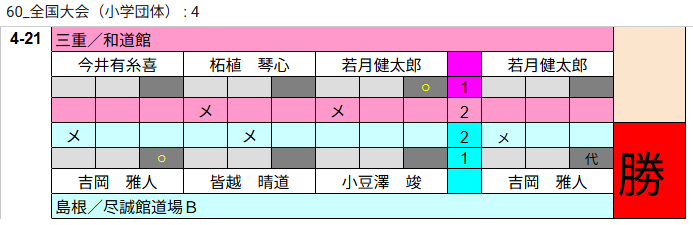 60_全国大会（小学団体） : 4
4-21 三重／和道館
今井有糸喜 柘植　琴心 若月健太郎 若月健太郎
○ 1
メ メ 2
メ メ 2 メ
○ 1 代
勝
吉岡　雅人 皆越　晴道 小豆澤　竣 吉岡　雅人
島根／尽誠館道場Ｂ